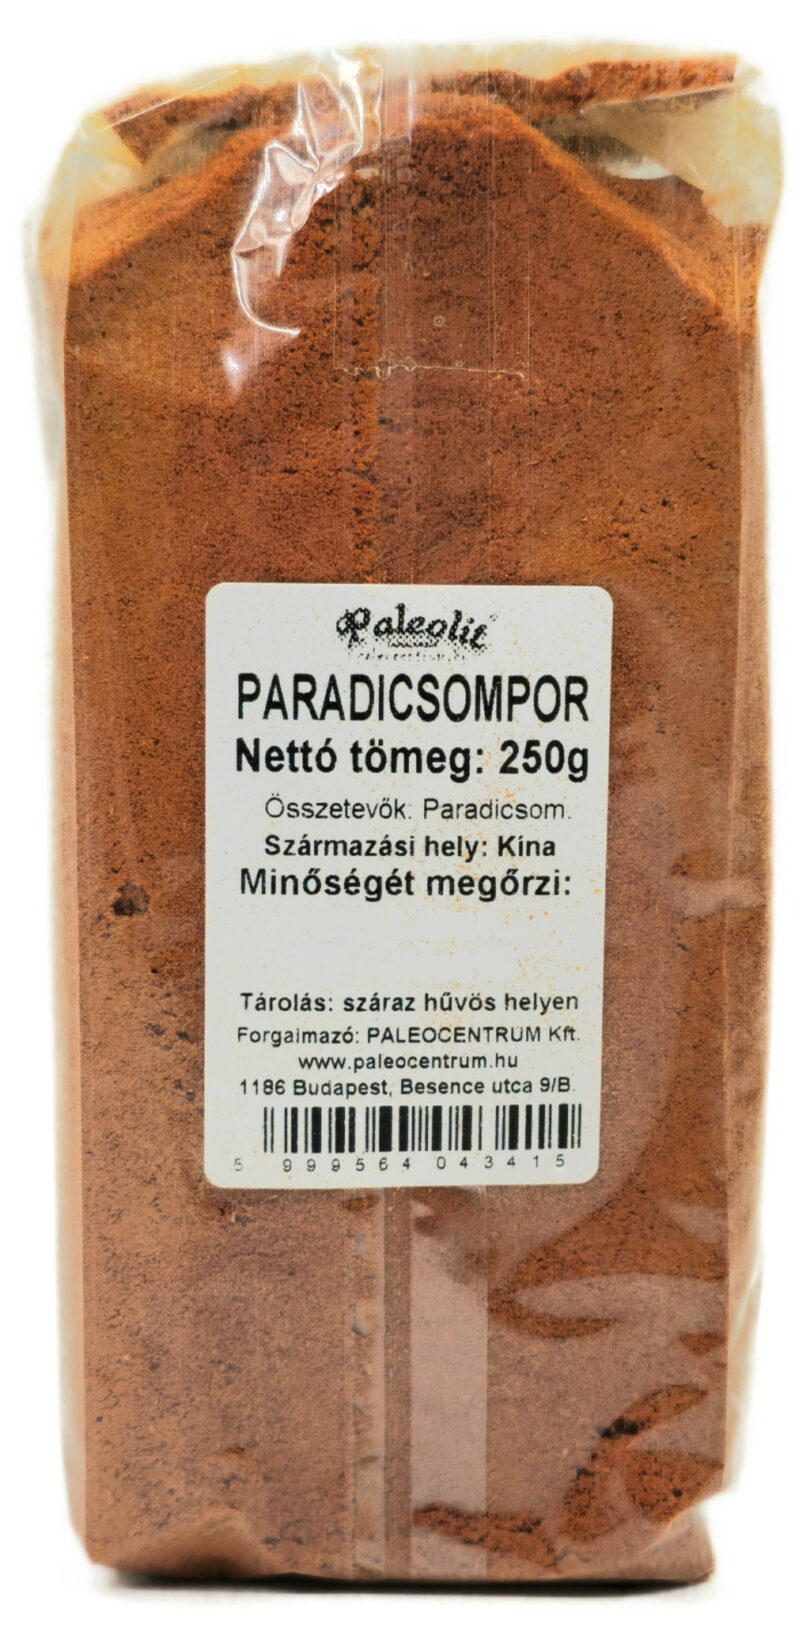 Paleolit
PARADICSOMPOR
Nettó tömeg: 250g
Összetevők: Paradicsom.
Származási hely: Kína
Minőségét megőrzi:
Tárolás: száraz hűvös helyen
Forgalmazó: PALEOCENTRUM Kft.
www.paleocentrum.hu
1186 Budapest, Besence utca 9/B.
5 999564 043415